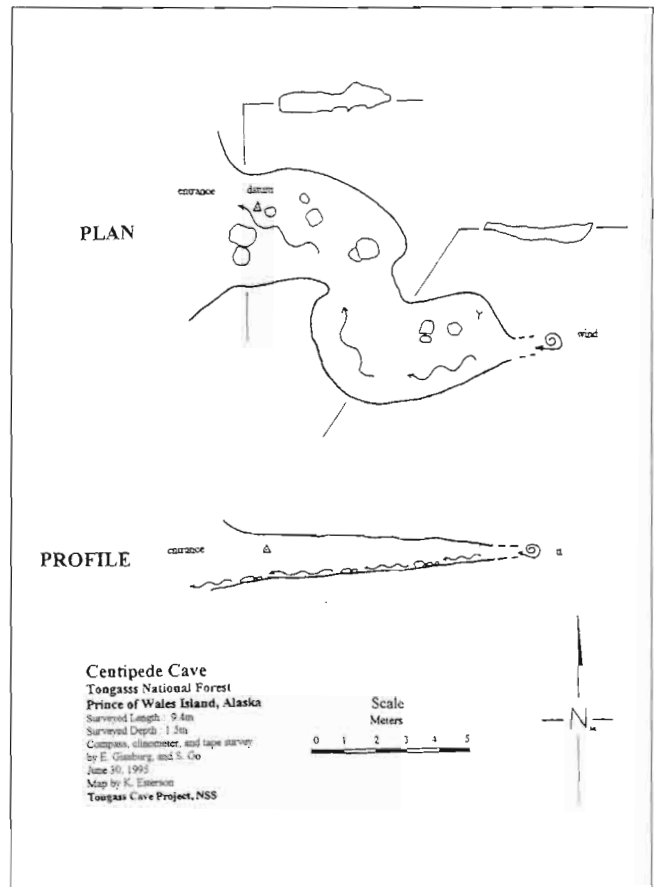 entrance
datum
PLAN
wind
PROFILE
entrance
Centipede Cave
Tongasss National Forest
Prince of Wales Island, Alaska
Surveyed Length : 9.4m
Surveyed Depth : 1.5m
Compass, clinometer, and tape survey
by E. Ginsburg, and S. Go
June 30, 1995
Map by K. Esterson
Tongass Cave Project, NSS
Scale
Meters
0 1 2 3 4 5
N